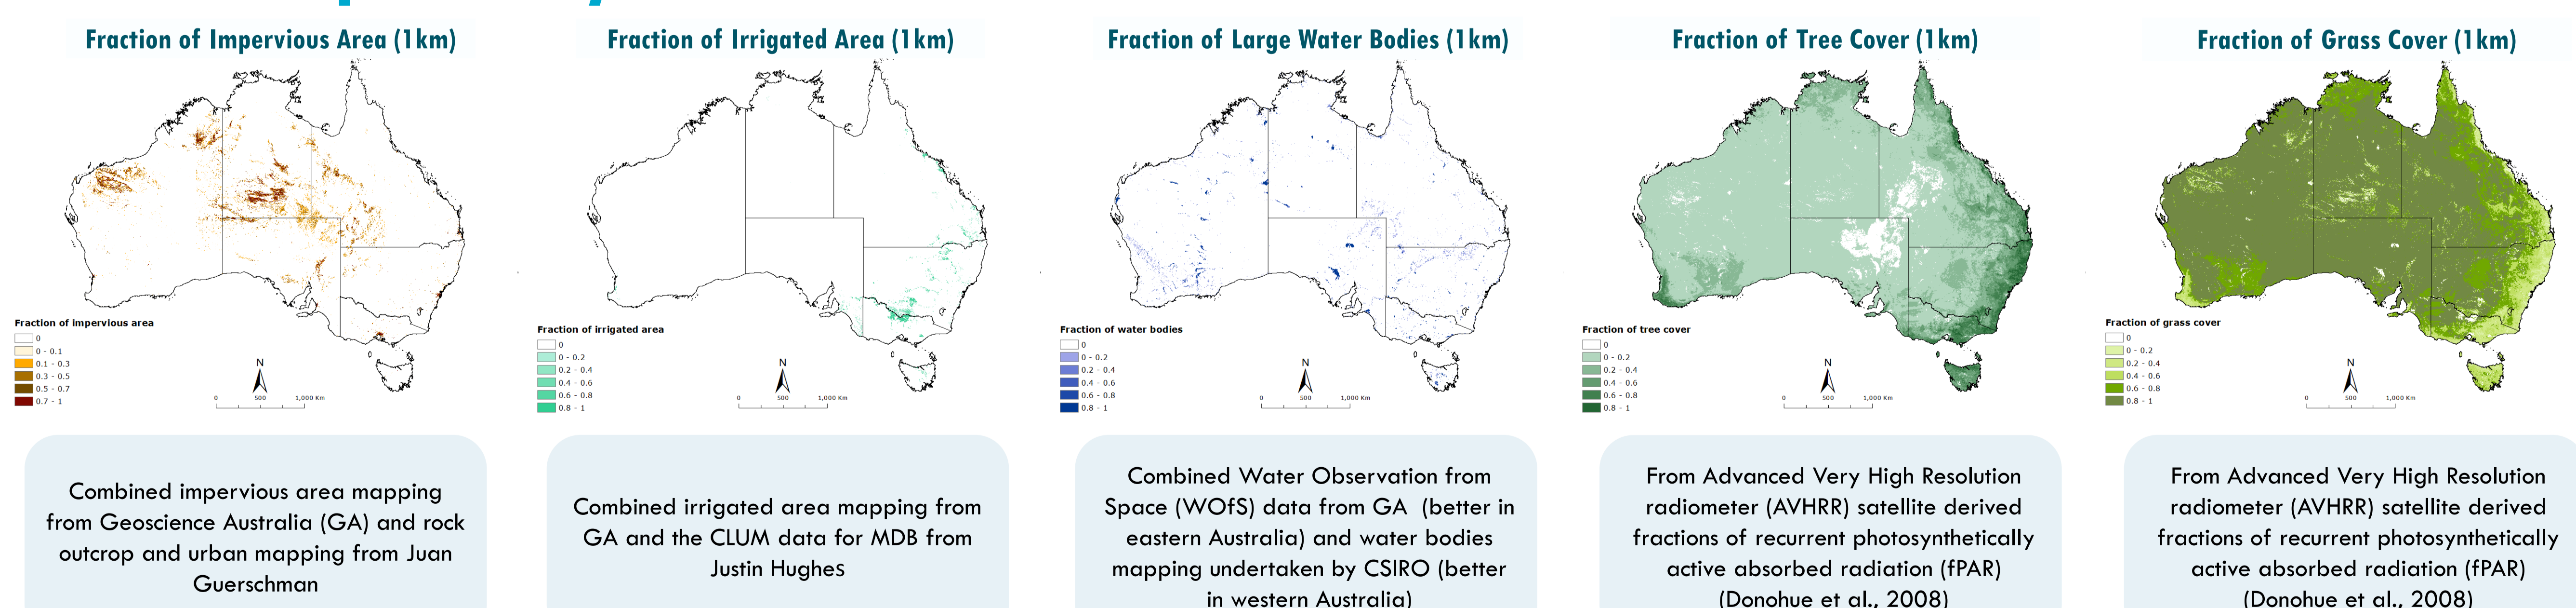 Fraction of Impervious Area (1km)
N
Fraction of impervious area
0
0 - 0.1
0.1 - 0.3
0.3 - 0.5
0.5 - 0.7
0.7 - 1
0 500 1,000 Km
Combined impervious area mapping
from Geoscience Australia (GA) and rock
outcrop and urban mapping from Juan
Guerschman
Fraction of Irrigated Area (1km)
N
Fraction of irrigated area
0
0 - 0.2
0.2 - 0.4
0.4 - 0.6
0.6 - 0.8
0.8 - 1
0 500 1,000 Km
Combined irrigated area mapping from
GA and the CLUM data for MDB from
Justin Hughes
Fraction of Large Water Bodies (1km)
N
Fraction of water bodies
0
0 - 0.2
0.2 - 0.4
0.4 - 0.6
0.6 - 0.8
0.8 - 1
0 500 1,000 Km
Combined Water Observation from
Space (WOfS) data from GA (better in
eastern Australia) and water bodies
mapping undertaken by CSIRO (better
in western Australia)
Fraction of Tree Cover (1km)
N
Fraction of tree cover
0
0 - 0.2
0.2 - 0.4
0.4 - 0.6
0.6 - 0.8
0.8 - 1
0 500 1,000 Km
From Advanced Very High Resolution
radiometer (AVHRR) satellite derived
fractions of recurrent photosynthetically
active absorbed radiation (fPAR)
(Donohue et al., 2008)
Fraction of Grass Cover (1km)
N
Fraction of grass cover
0
0 - 0.2
0.2 - 0.4
0.4 - 0.6
0.6 - 0.8
0.8 - 1
0 500 1,000 Km
From Advanced Very High Resolution
radiometer (AVHRR) satellite derived
fractions of recurrent photosynthetically
active absorbed radiation (fPAR)
(Donohue et al., 2008)